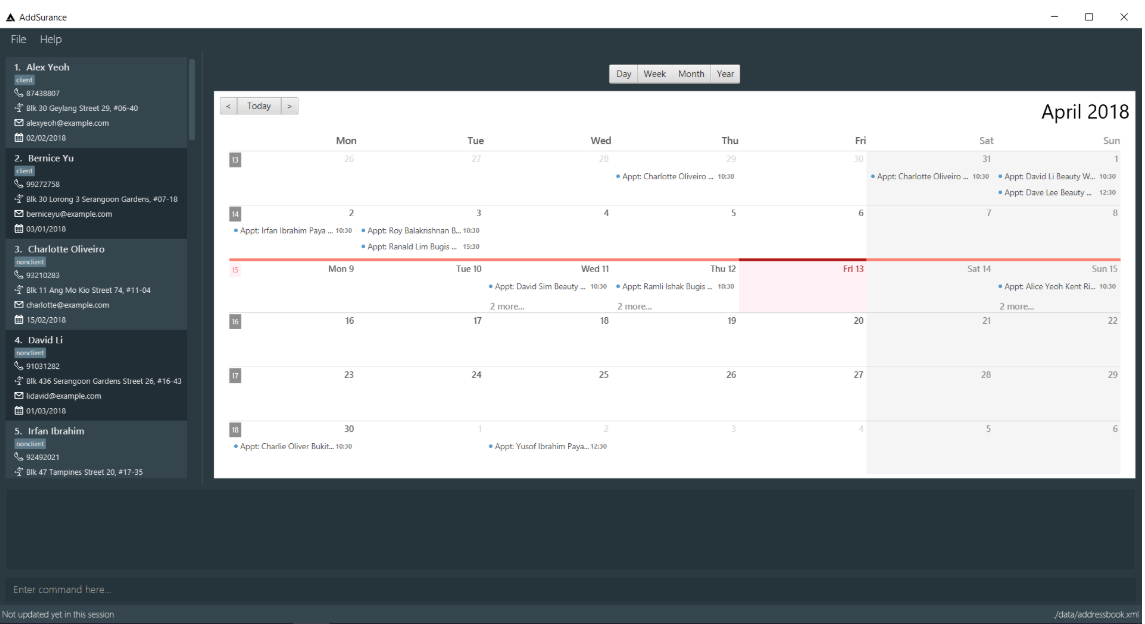 AddSurance
File Help
1. Alex Yeoh
client
87438807
Blk 30 Geylang Street 29, #06-40
alexyeoh@example.com
02/02/2018
2. Bernice Yu
client
99272758
Blk 30 Lorong 3 Serangoon Gardens, #07-18
berniceyu@example.com
03/01/2018
3. Charlotte Oliveiro
nonclient
93210283
Blk 11 Ang Mo Kio Street 74, #11-04
charlotte@example.com
15/02/2018
4. David Li
nonclient
91031282
Blk 436 Serangoon Gardens Street 26, #16-43
lidavid@example.com
01/03/2018
5. Irfan Ibrahim
nonclient
92492021
Blk 47 Tampines Street 20, #17-35
Day Week Month Year
< Today >
April 2018
Mon Tue Wed Thu Fri Sat Sun
13 26 27 28 29 30 31 1
Appt: Charlotte Oliveiro ... 10:30 Appt: Charlotte Oliveiro ... 10:30 Appt: David Li Beauty W... 10:30
Appt: Dave Lee Beauty ... 12:30
14 2 3 4 5 6 7 8
Appt: Irfan Ibrahim Paya ... 10:30 Appt: Roy Balakrishnan B... 10:30
Appt: Ranald Lim Bugis ... 15:30
15 Mon 9 Tue 10 Wed 11 Thu 12 Fri 13 Sat 14 Sun 15
Appt: David Sim Beauty ... 10:30 Appt: Ramli Ishak Bugis ... 10:30 Appt: Alice Yeoh Kent Ri... 10:30
2 more... 2 more... 2 more...
16 16 17 18 19 20 21 22
17 23 24 25 26 27 28 29
18 30 1 2 3 4 5 6
Appt: Charlie Oliver Bukit... 10:30 Appt: Yusof Ibrahim Paya... 12:30
Enter command here...
Not updated yet in this session /data/addressbook.xml